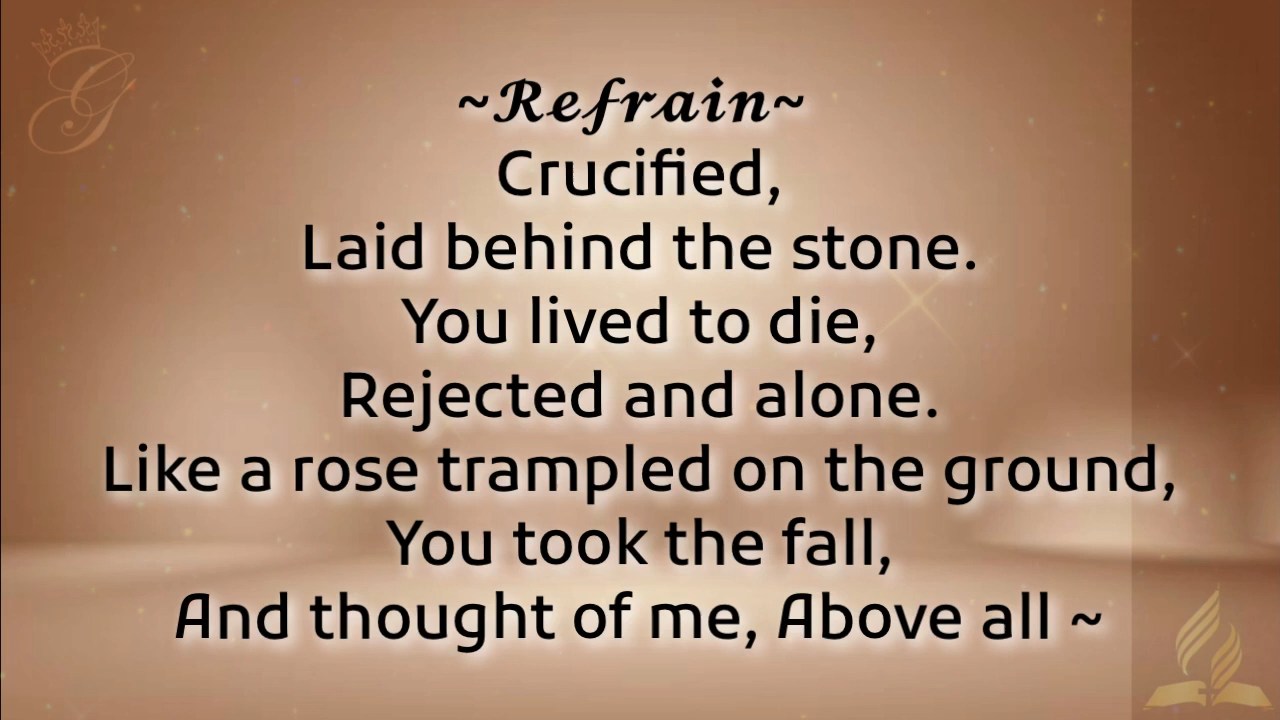 ~Refrain~
Crucified,
Laid behind the stone.
You lived to die,
Rejected and alone.
Like a rose trampled on the ground,
You took the fall,
And thought of me, Above all ~
G